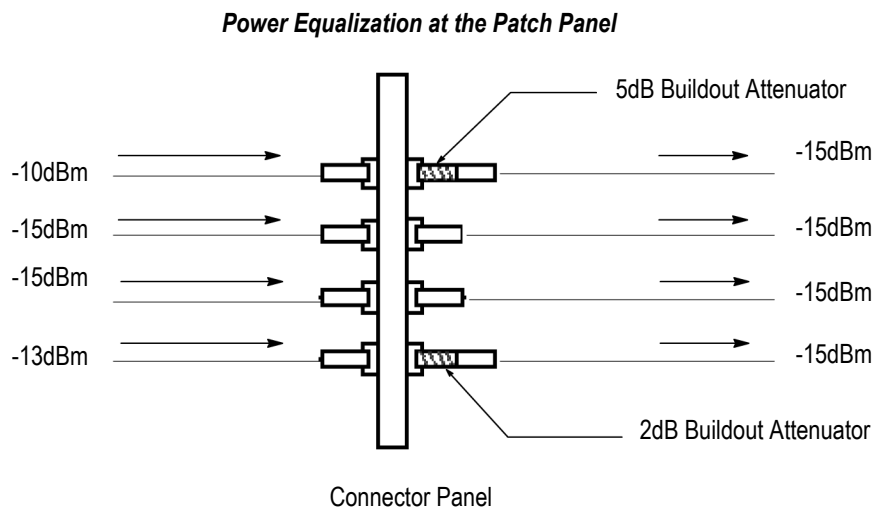 Power Equalization at the Patch Panel
5dB Buildout Attenuator
-10dBm
-15dBm
-15dBm
-15dBm
-15dBm
-15dBm
-13dBm
-15dBm
2dB Buildout Attenuator
Connector Panel